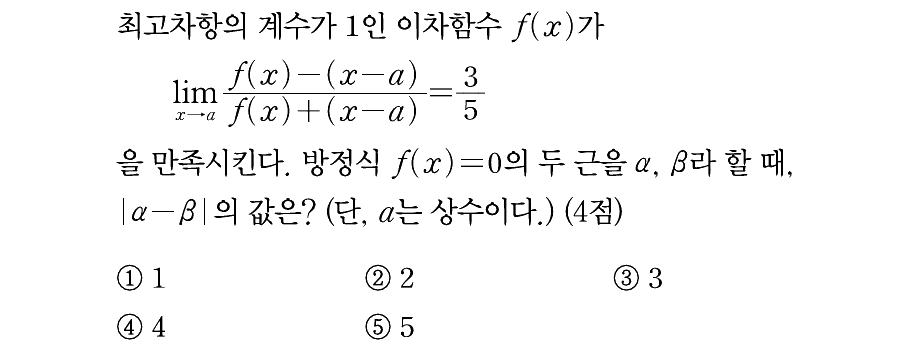 최고차항의 계수가 1인 이차함수 f(x)가
lim_{x→a} \frac{f(x)-(x-a)}{f(x)+(x-a)} = \frac{3}{5}
을 만족시킨다. 방정식 f(x)=0의 두 근을 α, β라 할 때,
|α-β|의 값은? (단, a는 상수이다.) (4점)
① 1 ② 2 ③ 3
④ 4 ⑤ 5